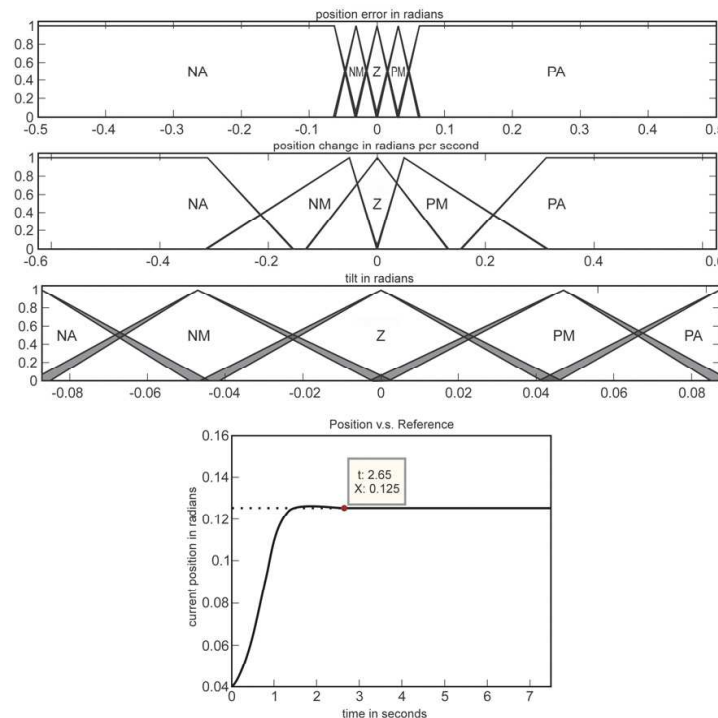 position error in radians
1
0.8
0.6
0.4
0.2
0
NA
NM
Z
PM
PA
-0.5 -0.4 -0.3 -0.2 -0.1 0 0.1 0.2 0.3 0.4 0.5
position change in radians per second
1
0.8
0.6
0.4
0.2
0
NA
NM
Z
PM
PA
-0.6 -0.4 -0.2 0 0.2 0.4 0.6
tilt in radians
1
0.8
0.6
0.4
0.2
0
NA
NM
Z
PM
PA
-0.08 -0.06 -0.04 -0.02 0 0.02 0.04 0.06 0.08
Position v.s. Reference
0.16
0.14
0.12
0.1
0.08
0.06
0.04
current position in radians
t: 2.65
X: 0.125
0 1 2 3 4 5 6 7
time in seconds